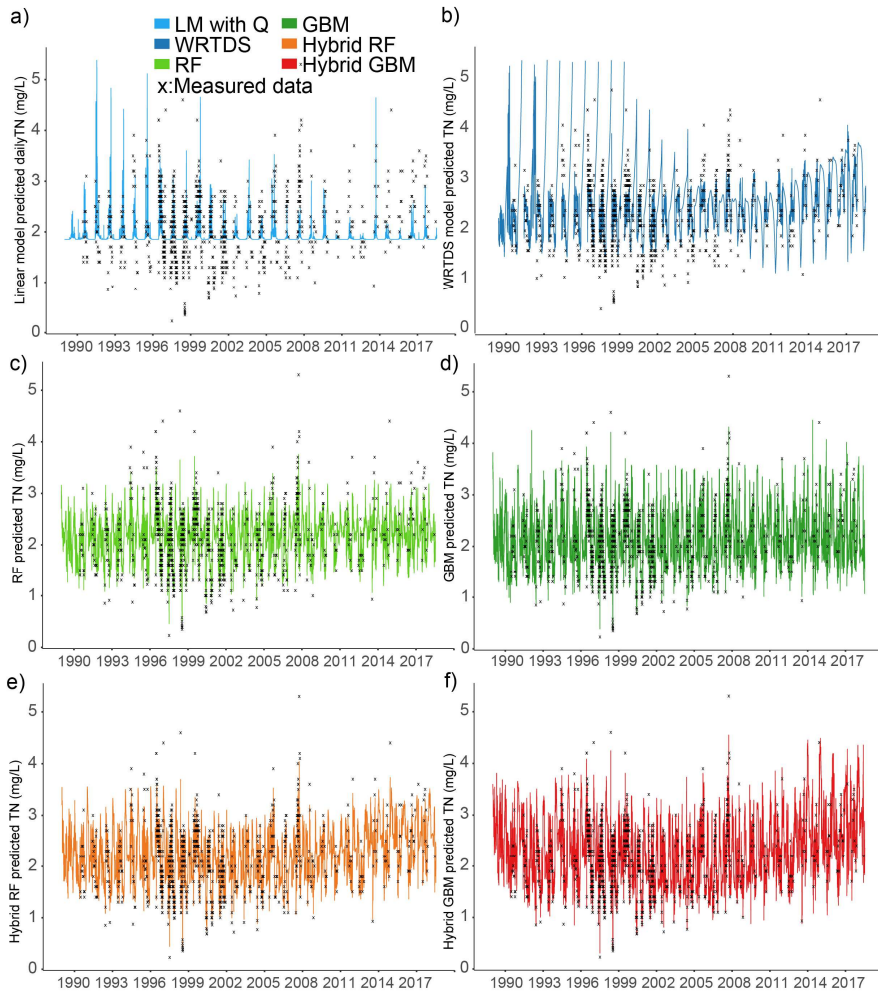 a)
LM with Q
WRTDS
RF
GBM
Hybrid RF
Hybrid GBM
x:Measured data
Linear model predicted dailyTN (mg/L)
5
4
3
2
1
0
1990 1993 1996 1999 2002 2005 2008 2011 2014 2017
b)
WRTDS model predicted TN (mg/L)
5
4
3
2
1
0
1990 1993 1996 1999 2002 2005 2008 2011 2014 2017
c)
RF predicted TN (mg/L)
5
4
3
2
1
0
1990 1993 1996 1999 2002 2005 2008 2011 2014 2017
d)
GBM predicted TN (mg/L)
5
4
3
2
1
0
1990 1993 1996 1999 2002 2005 2008 2011 2014 2017
e)
Hybrid RF predicted TN (mg/L)
5
4
3
2
1
0
1990 1993 1996 1999 2002 2005 2008 2011 2014 2017
f)
Hybrid GBM predicted TN (mg/L)
5
4
3
2
1
0
1990 1993 1996 1999 2002 2005 2008 2011 2014 2017